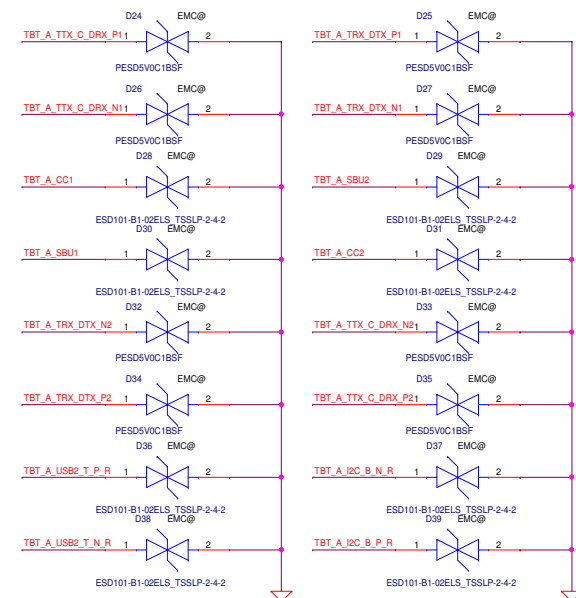 D24 EMC@ D25 EMC@
TBT_A_TTX_C_DRX_P1 1 2 TBT_A_TRX_DTX_P1 1 2
PESD5V0C1BSF PESD5V0C1BSF
D26 EMC@ D27 EMC@
TBT_A_TTX_C_DRX_N1 1 2 TBT_A_TRX_DTX_N1 1 2
PESD5V0C1BSF PESD5V0C1BSF
D28 EMC@ D29 EMC@
TBT_A_CC1 1 2 TBT_A_SBU2 1 2
ESD101-B1-02ELS_TSSLP-2-4-2 ESD101-B1-02ELS_TSSLP-2-4-2
D30 EMC@ D31 EMC@
TBT_A_SBU1 1 2 TBT_A_CC2 1 2
ESD101-B1-02ELS_TSSLP-2-4-2 ESD101-B1-02ELS_TSSLP-2-4-2
D32 EMC@ D33 EMC@
TBT_A_TRX_DTX_N2 1 2 TBT_A_TTX_C_DRX_N2 1 2
PESD5V0C1BSF PESD5V0C1BSF
D34 EMC@ D35 EMC@
TBT_A_TRX_DTX_P2 1 2 TBT_A_TTX_C_DRX_P2 1 2
PESD5V0C1BSF PESD5V0C1BSF
D36 EMC@ D37 EMC@
TBT_A_USB2_T_P_R 1 2 TBT_A_I2C_B_N_R 1 2
ESD101-B1-02ELS_TSSLP-2-4-2 ESD101-B1-02ELS_TSSLP-2-4-2
D38 EMC@ D39 EMC@
TBT_A_USB2_T_N_R 1 2 TBT_A_I2C_B_P_R 1 2
ESD101-B1-02ELS_TSSLP-2-4-2 ESD101-B1-02ELS_TSSLP-2-4-2